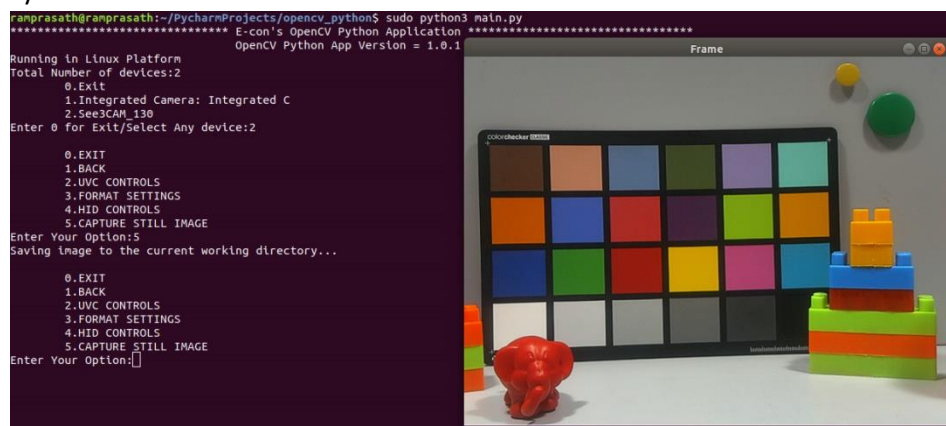 ramprasath@ramprasath:~/PycharmProjects/opencv_python$ sudo python3 main.py
******************************* E-con's OpenCV Python Application ********************************
OpenCV Python App Version = 1.0.1
Running in Linux Platform
Total Number of devices:2
0.Exit
1.Integrated Camera: Integrated C
2.See3CAM_130
Enter 0 for Exit/Select Any device:2
0.EXIT
1.BACK
2.UVC CONTROLS
3.FORMAT SETTINGS
4.HID CONTROLS
5.CAPTURE STILL IMAGE
Enter Your Option:5
Saving image to the current working directory...
0.EXIT
1.BACK
2.UVC CONTROLS
3.FORMAT SETTINGS
4.HID CONTROLS
5.CAPTURE STILL IMAGE
Enter Your Option:
Frame
colorchecker CLASSIC